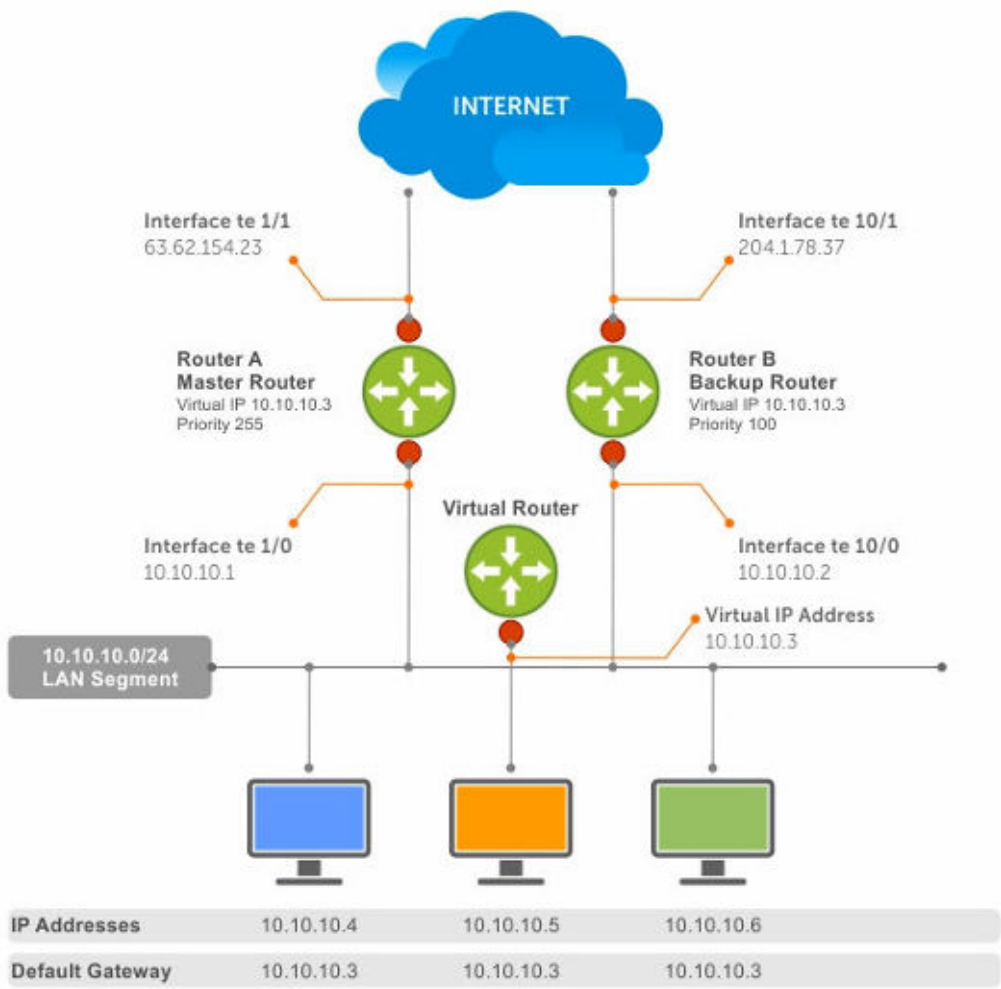 INTERNET
Interface te 1/1
63.62.154.23
Interface te 10/1
204.1.78.37
Router A
Master Router
Virtual IP 10.10.10.3
Priority 255
Router B
Backup Router
Virtual IP 10.10.10.3
Priority 100
Virtual Router
Interface te 1/0
10.10.10.1
Interface te 10/0
10.10.10.2
Virtual IP Address
10.10.10.3
10.10.10.0/24
LAN Segment
IP Addresses 10.10.10.4 10.10.10.5 10.10.10.6
Default Gateway 10.10.10.3 10.10.10.3 10.10.10.3